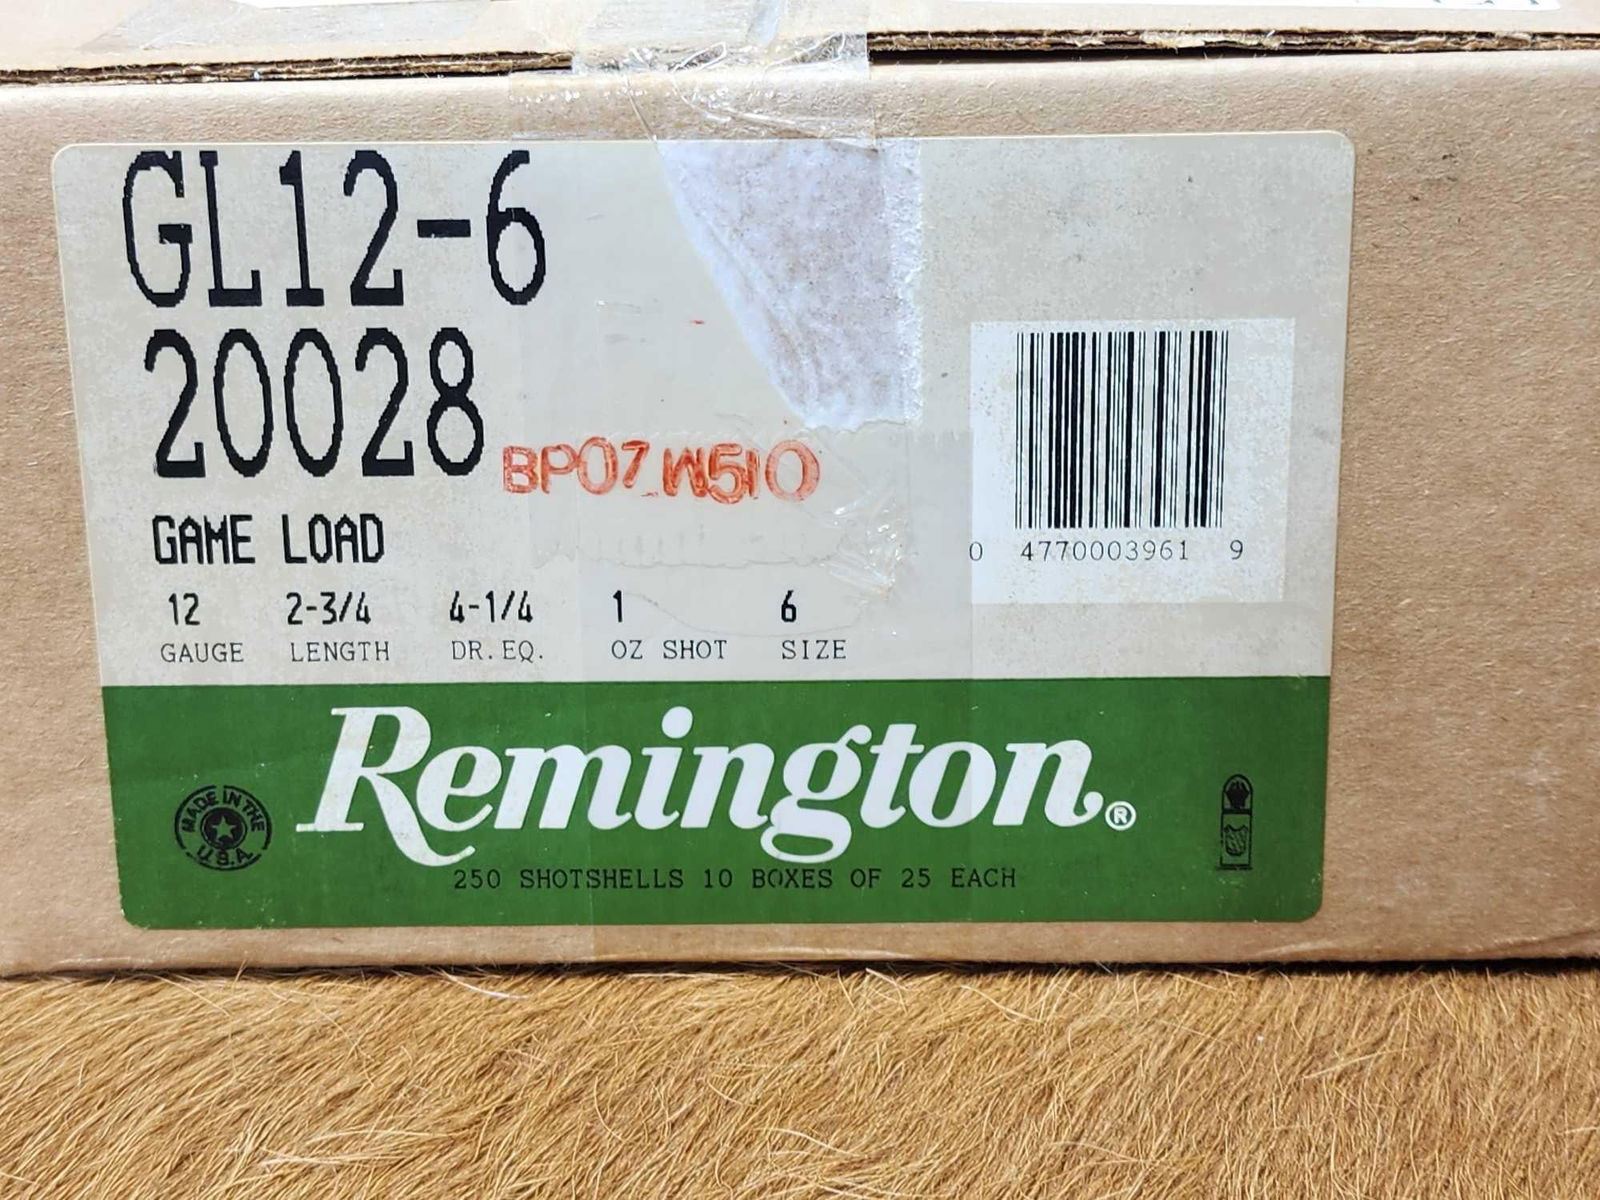 GL12-6
20028
BP07 W510
GAME LOAD
12 2-3/4 4-1/4 1 6
GAUGE LENGTH DR.EQ. OZ SHOT SIZE
0 4770003961 9
Remington®
MADE IN THE
U.S.A.
250 SHOTSHELLS 10 BOXES OF 25 EACH